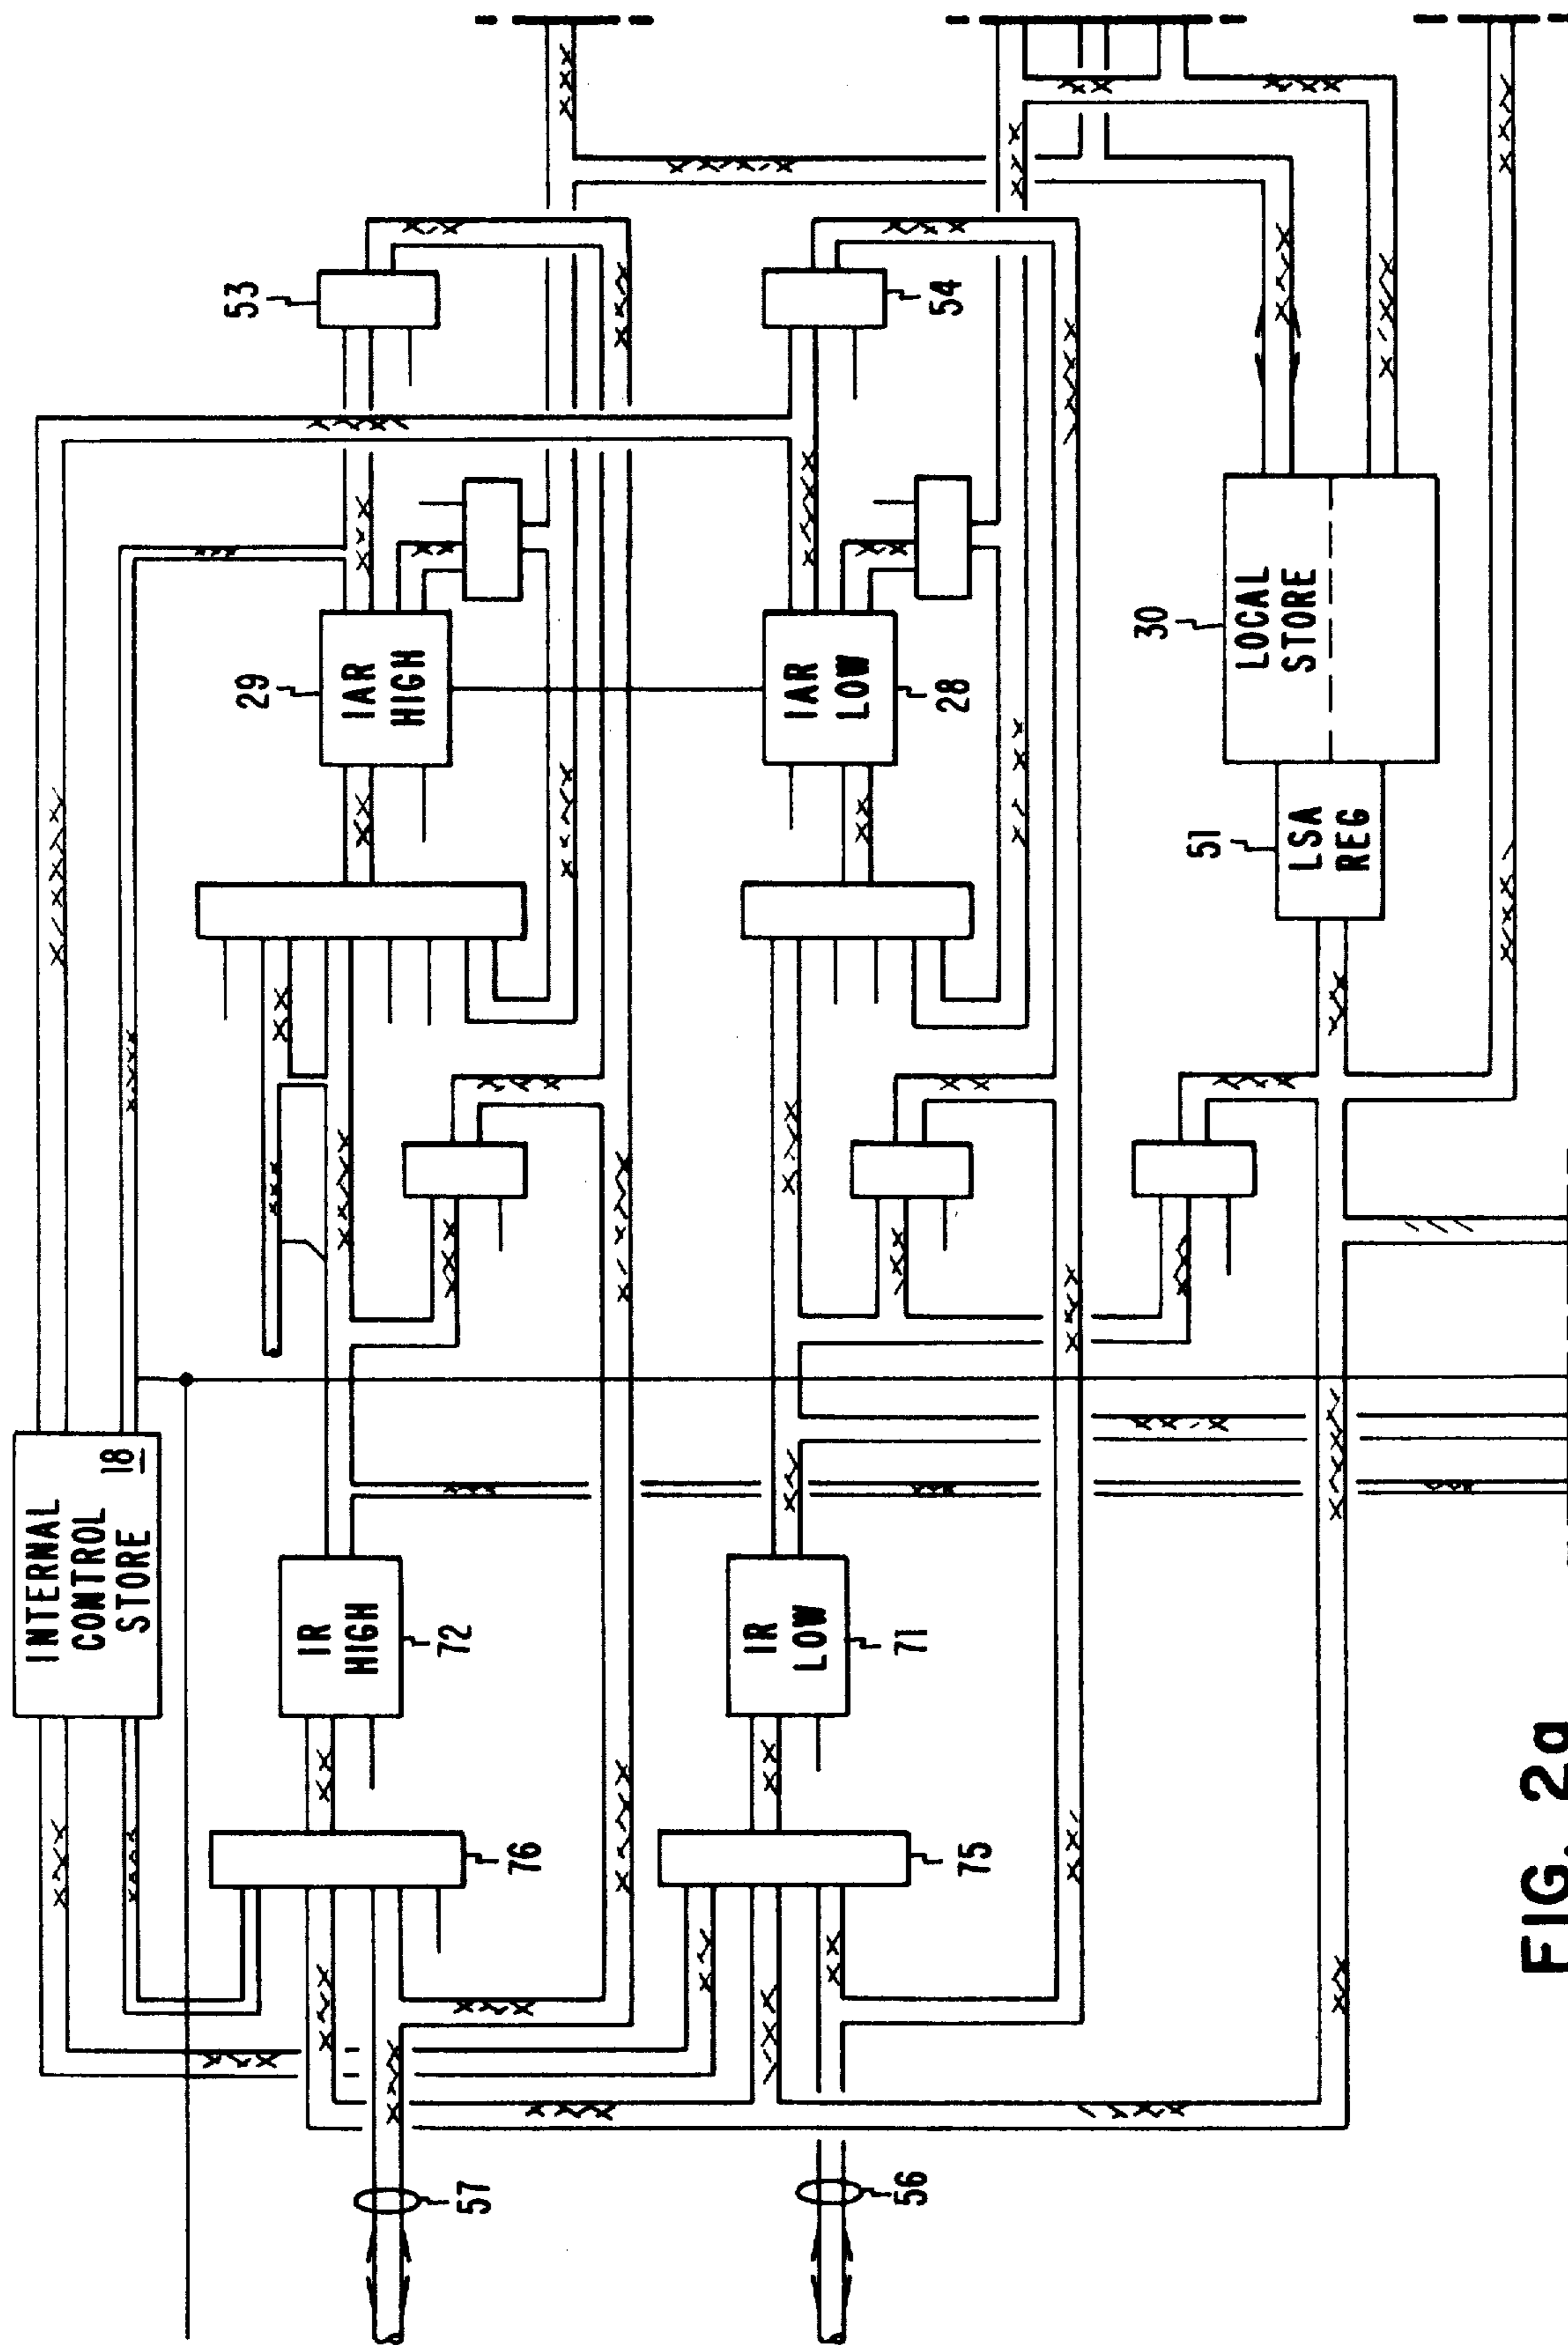 INTERNAL
CONTROL
STORE 18
53
29
IAR
HIGH
IR
HIGH
72
76
57
54
IAR
LOW
28
IR
LOW
71
75
56
30
LOCAL
STORE
51
LSA
REG
FIG. 2a